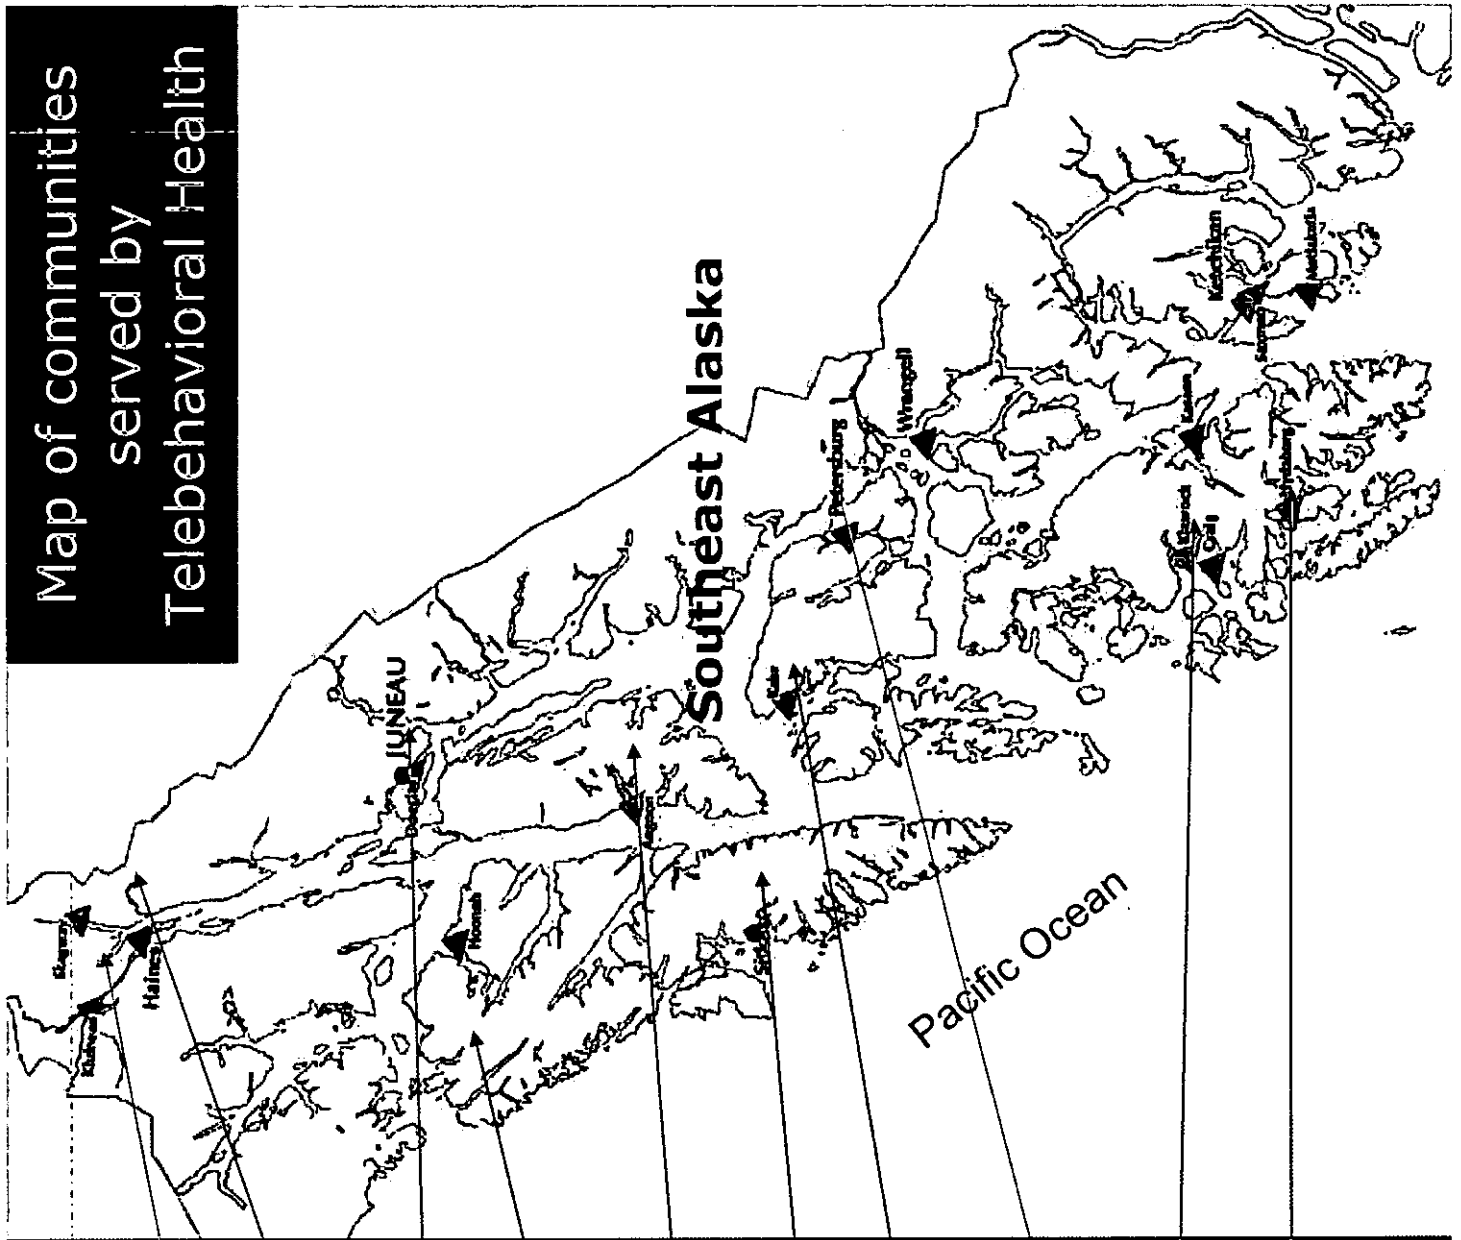 Map of communities
served by
Telebehavioral Health
Southeast Alaska
Skagway
Klukwan
Haines
JUNEAU
Douglas
Hoonah
Angoon
Sitka
Kake
Petersburg
Wrangell
Klawock
Craig
Kasaan
Hydaburg
Ketchikan
Saxman
Metlakatla
Pacific Ocean